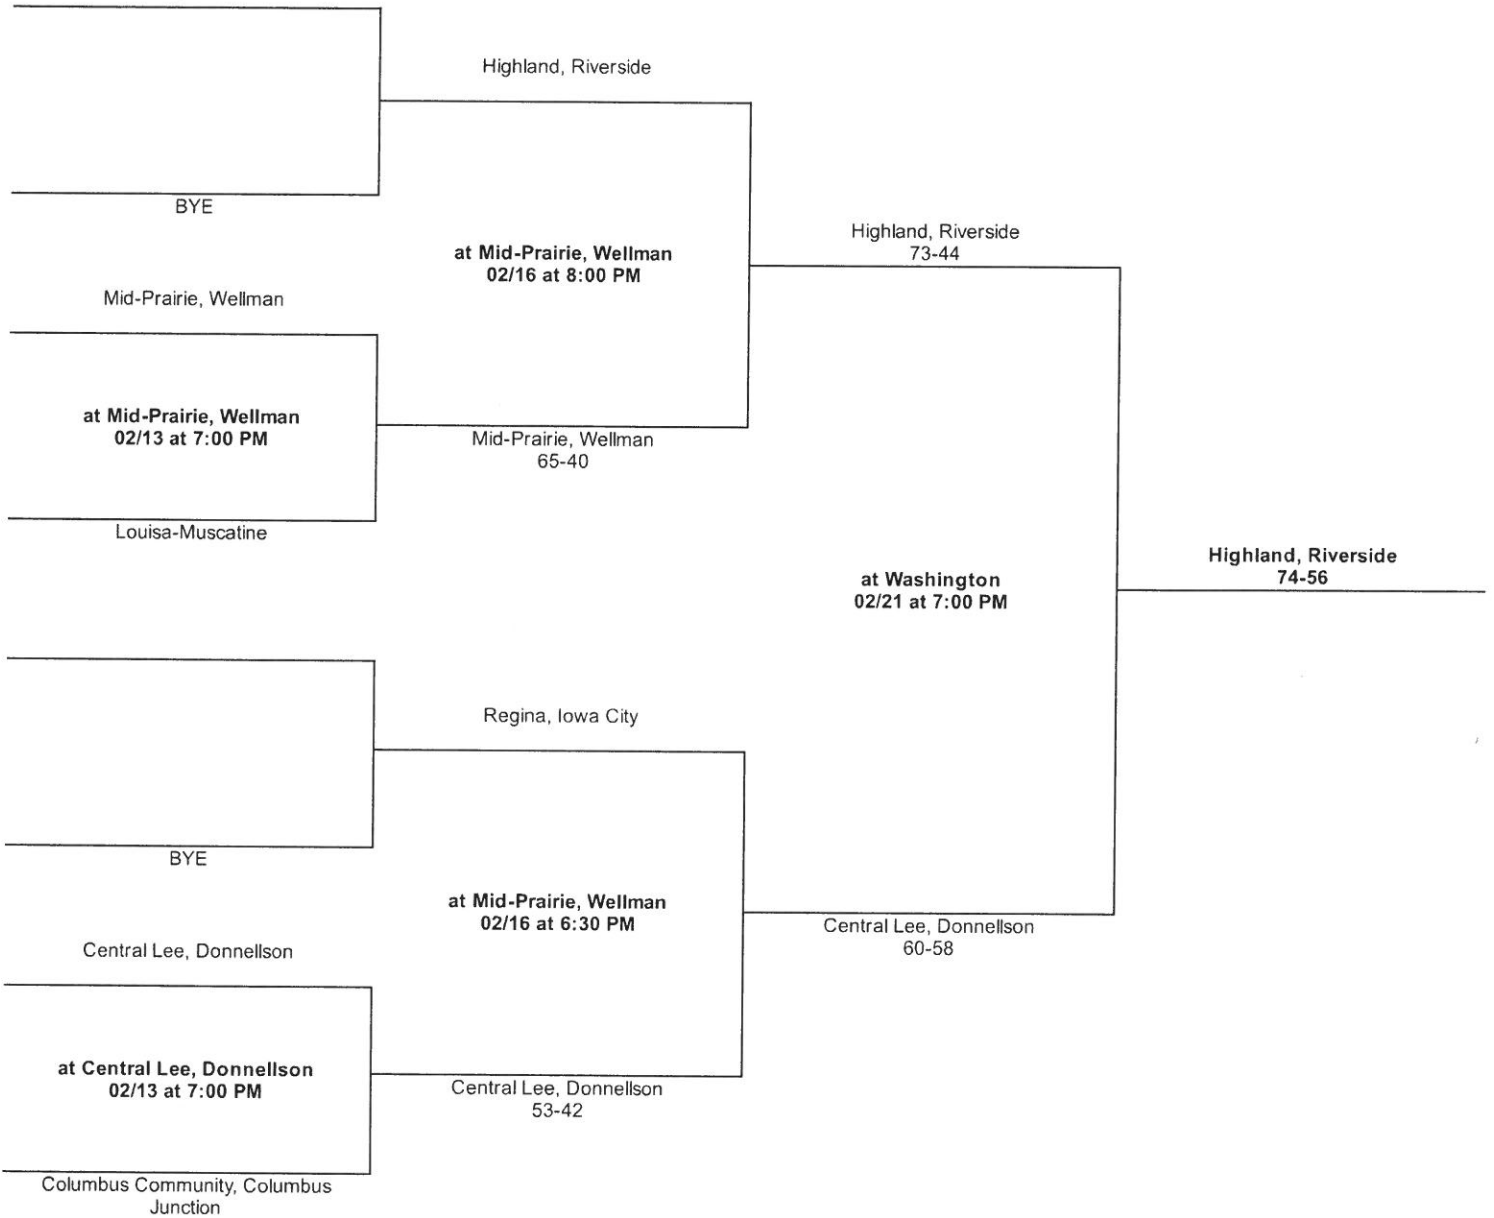 Highland, Riverside
BYE
at Mid-Prairie, Wellman
02/16 at 8:00 PM
Highland, Riverside
73-44
Mid-Prairie, Wellman
at Mid-Prairie, Wellman
02/13 at 7:00 PM
Mid-Prairie, Wellman
65-40
Louisa-Muscatine
at Washington
02/21 at 7:00 PM
Highland, Riverside
74-56
Regina, Iowa City
BYE
at Mid-Prairie, Wellman
02/16 at 6:30 PM
Central Lee, Donnellson
60-58
Central Lee, Donnellson
at Central Lee, Donnellson
02/13 at 7:00 PM
Central Lee, Donnellson
53-42
Columbus Community, Columbus
Junction